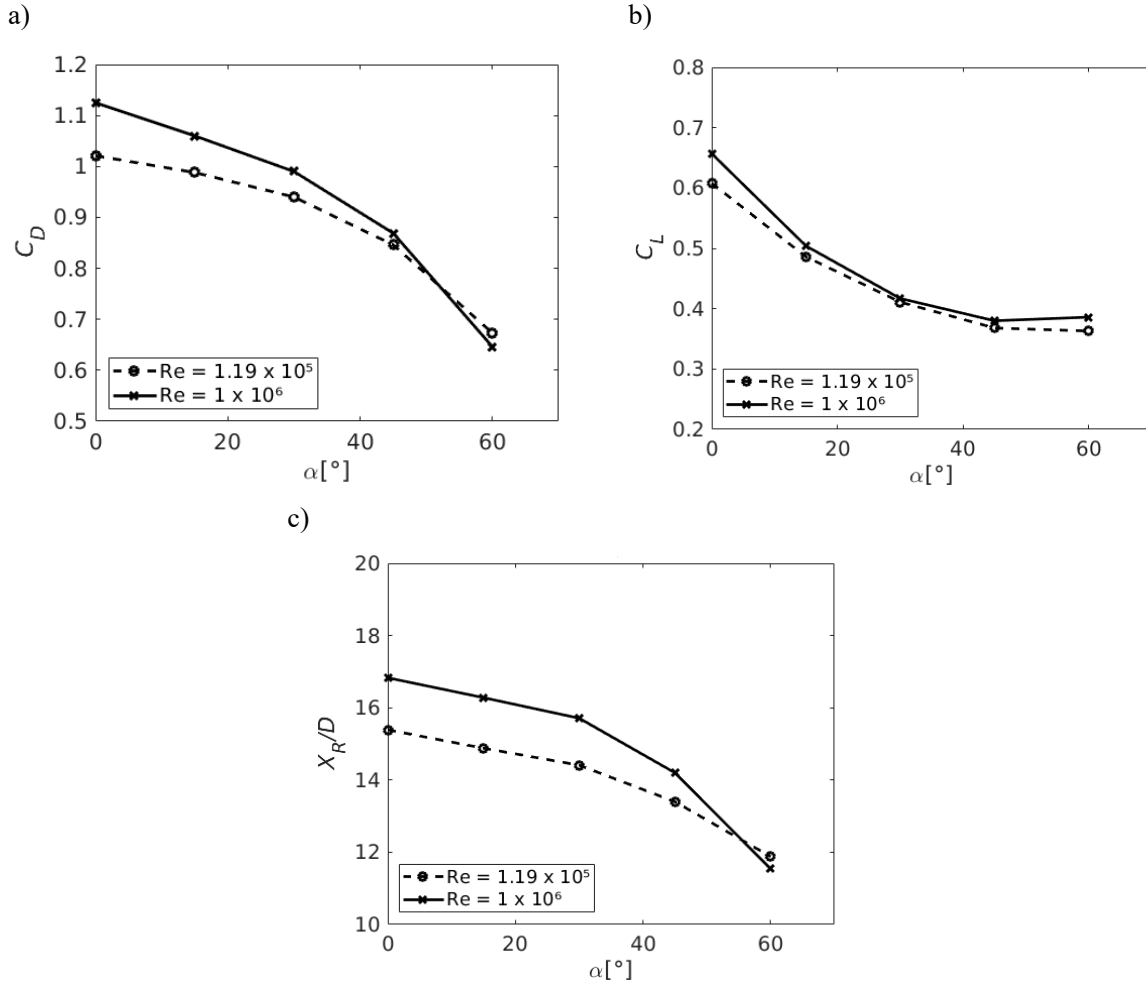 a)
1.2
1.1
1
0.9
0.8
0.7
0.6
0.5
C_D
Re = 1.19 x 10⁵
Re = 1 x 10⁶
0 20 40 60
α[°]
b)
0.8
0.7
0.6
0.5
0.4
0.3
0.2
C_L
Re = 1.19 x 10⁵
Re = 1 x 10⁶
0 20 40 60
α[°]
c)
20
18
16
14
12
10
X_R/D
Re = 1.19 x 10⁵
Re = 1 x 10⁶
0 20 40 60
α[°]